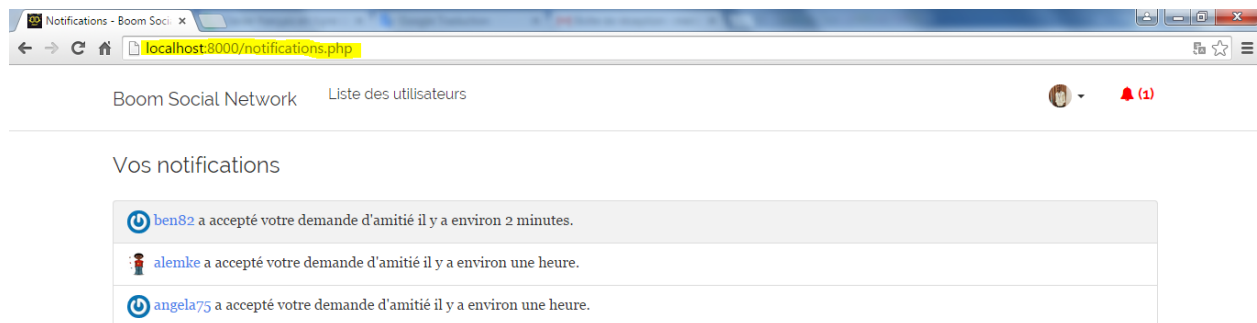 Notifications - Boom Soci
localhost:8000/notifications.php
Boom Social Network
Liste des utilisateurs
(1)
Vos notifications
ben82 a accepté votre demande d'amitié il y a environ 2 minutes.
alemke a accepté votre demande d'amitié il y a environ une heure.
angela75 a accepté votre demande d'amitié il y a environ une heure.